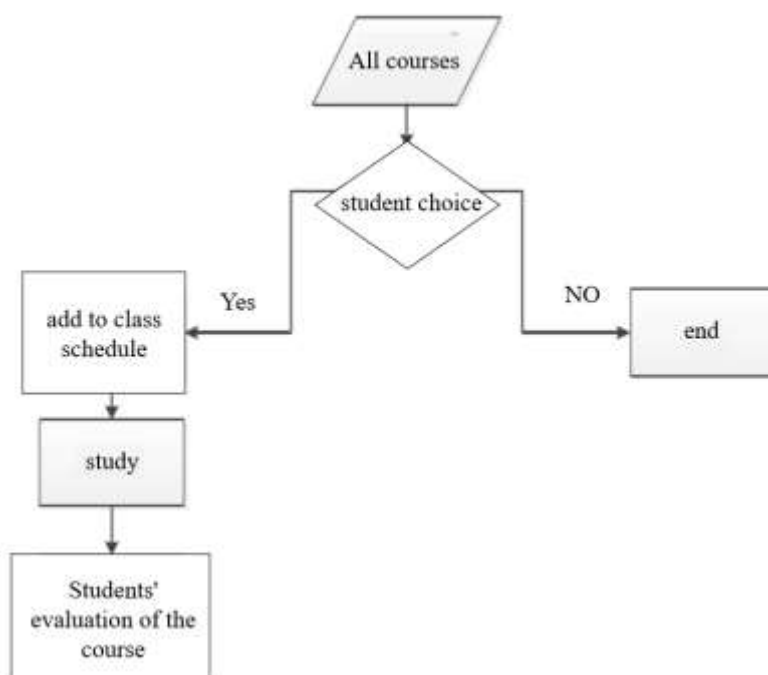 All courses
student choice
Yes
NO
add to class
schedule
end
study
Students'
evaluation of the
course